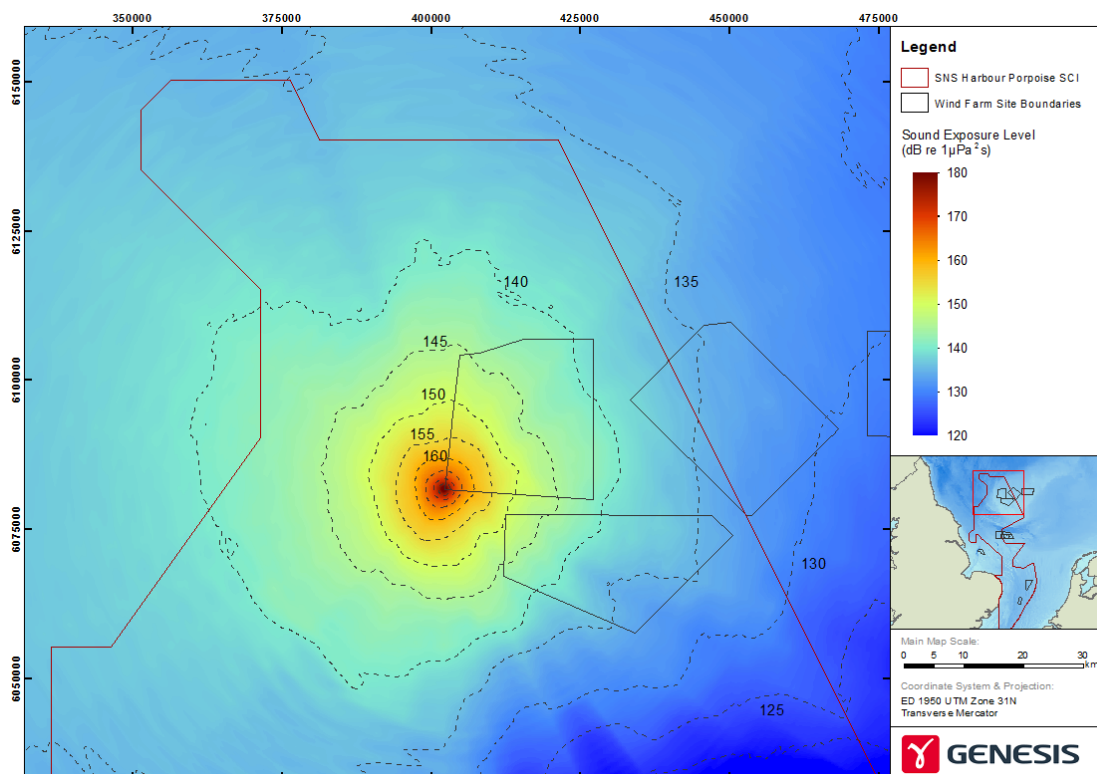 350000
375000
400000
425000
450000
475000
6150000
6125000
6100000
6075000
6050000
140
135
145
150
155
160
130
125
Legend
SNS Harbour Porpoise SCI
Wind Farm Site Boundaries
Sound Exposure Level
(dB re 1µPa²s)
180
170
160
150
140
130
120
Main Map Scale:
0 5 10 20 30
km
Coordinate System & Projection:
ED 1950 UTM Zone 31N
Transverse Mercator
GENESIS